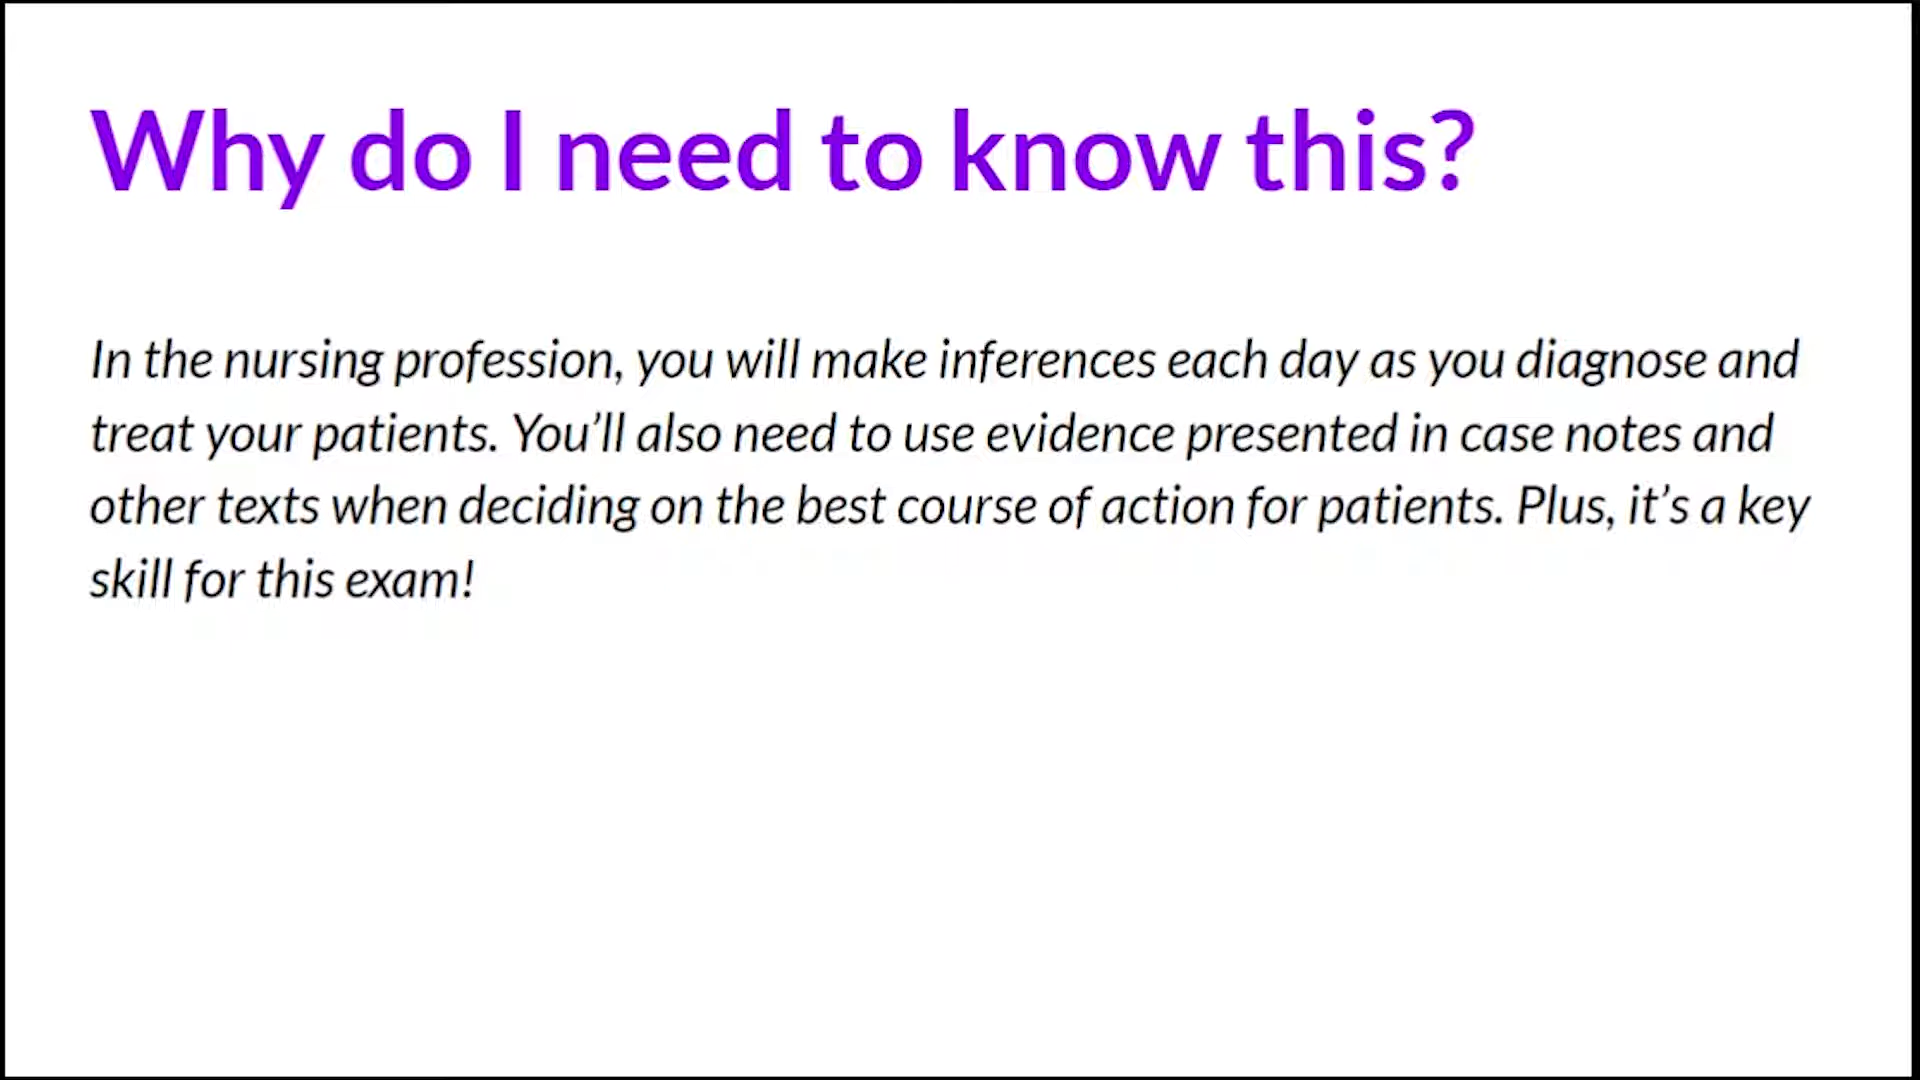 Why do I need to know this?
In the nursing profession, you will make inferences each day as you diagnose and
treat your patients. You’ll also need to use evidence presented in case notes and
other texts when deciding on the best course of action for patients. Plus, it’s a key
skill for this exam!